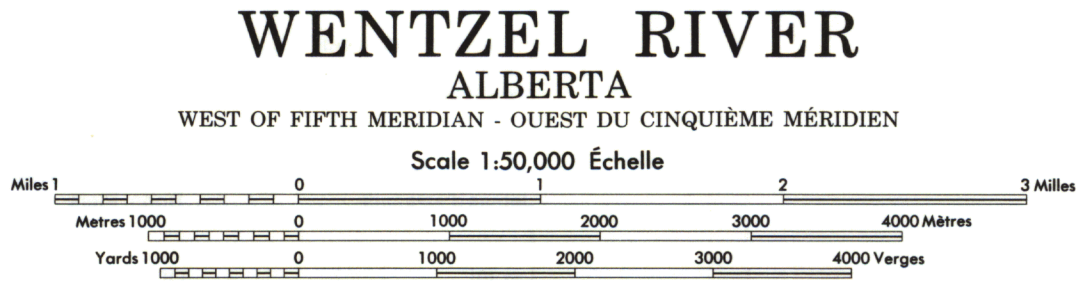 WENTZEL RIVER
ALBERTA
WEST OF FIFTH MERIDIAN - OUEST DU CINQUIÈME MÉRIDIEN
Scale 1:50,000 Échelle
Miles 1 0 1 2 3 Milles
Metres 1000 0 1000 2000 3000 4000 Mètres
Yards 1000 0 1000 2000 3000 4000 Verges